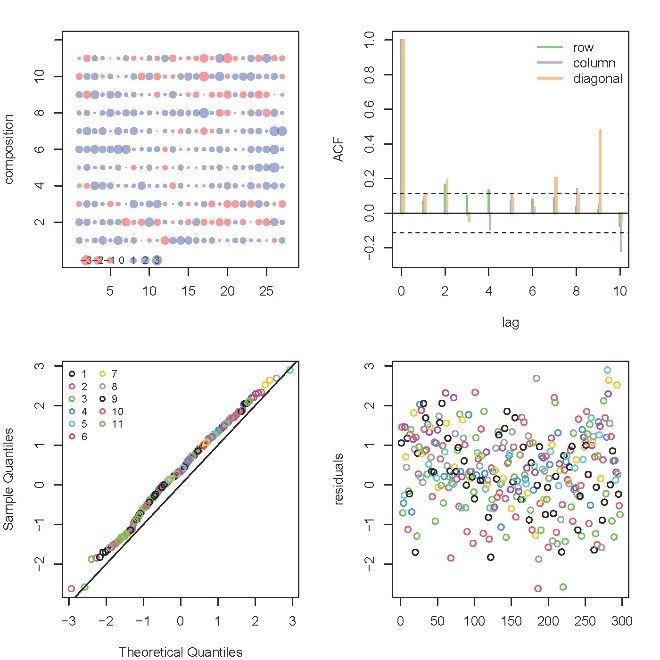 composition
10
8
6
4
2
-3 -2 -1 0 1 2 3
5 10 15 20 25
ACF
1.0
0.8
0.6
0.4
0.2
0.0
-0.2
row
column
diagonal
0 2 4 6 8 10
lag
Sample Quantiles
3
2
1
0
-1
-2
1 7
2 8
3 9
4 10
5 11
6
-3 -2 -1 0 1 2 3
Theoretical Quantiles
residuals
3
2
1
0
-1
-2
0 50 100 150 200 250 300